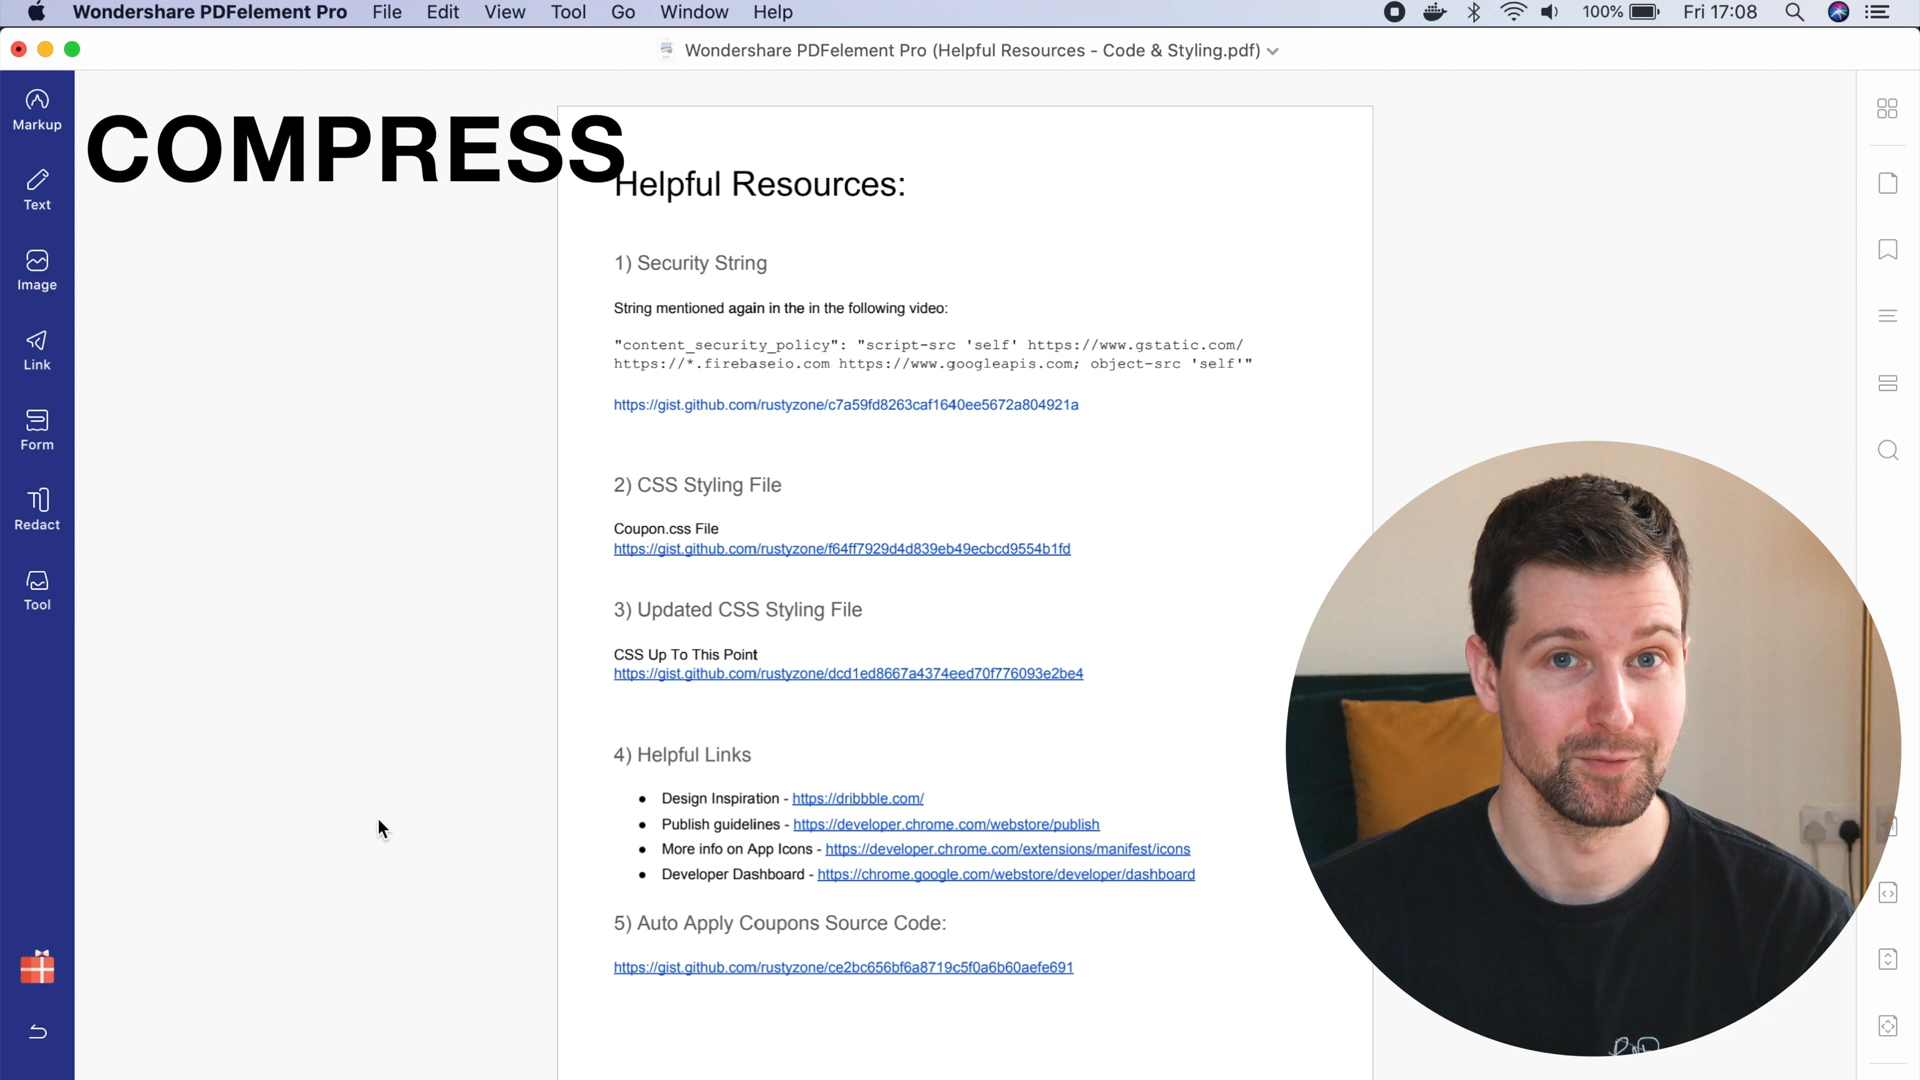 Wondershare PDFelement Pro File Edit View Tool Go Window Help 100% Fri 17:08
Wondershare PDFelement Pro (Helpful Resources - Code & Styling.pdf)
Markup
Text
Image
Link
Form
Redact
Tool
COMPRESS
Helpful Resources:
1) Security String
String mentioned again in the in the following video:
"content_security_policy": "script-src 'self' https://www.gstatic.com/
https://*.firebaseio.com https://www.googleapis.com; object-src 'self'"
https://gist.github.com/rustyzone/c7a59fd8263caf1640ee5672a804921a
2) CSS Styling File
Coupon.css File
https://gist.github.com/rustyzone/f64ff7929d4d839eb49ecbcd9554b1fd
3) Updated CSS Styling File
CSS Up To This Point
https://gist.github.com/rustyzone/dcd1ed8667a4374eed70f776093e2be4
4) Helpful Links
● Design Inspiration - https://dribbble.com/
● Publish guidelines - https://developer.chrome.com/webstore/publish
● More info on App Icons - https://developer.chrome.com/extensions/manifest/icons
● Developer Dashboard - https://chrome.google.com/webstore/developer/dashboard
5) Auto Apply Coupons Source Code:
https://gist.github.com/rustyzone/ce2bc656bf6a8719c5f0a6b60aefe691